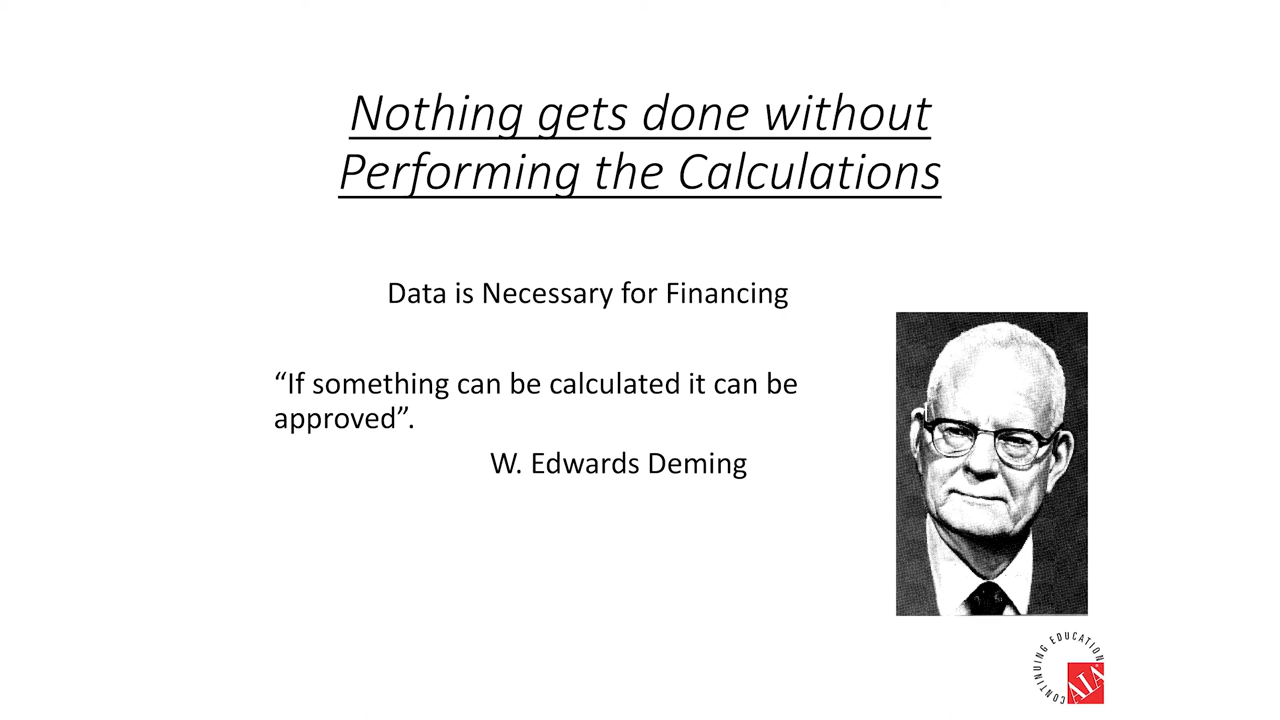 Nothing gets done without
Performing the Calculations
Data is Necessary for Financing
“If something can be calculated it can be
approved”.
W. Edwards Deming
CONTINUING EDUCATION
AIA